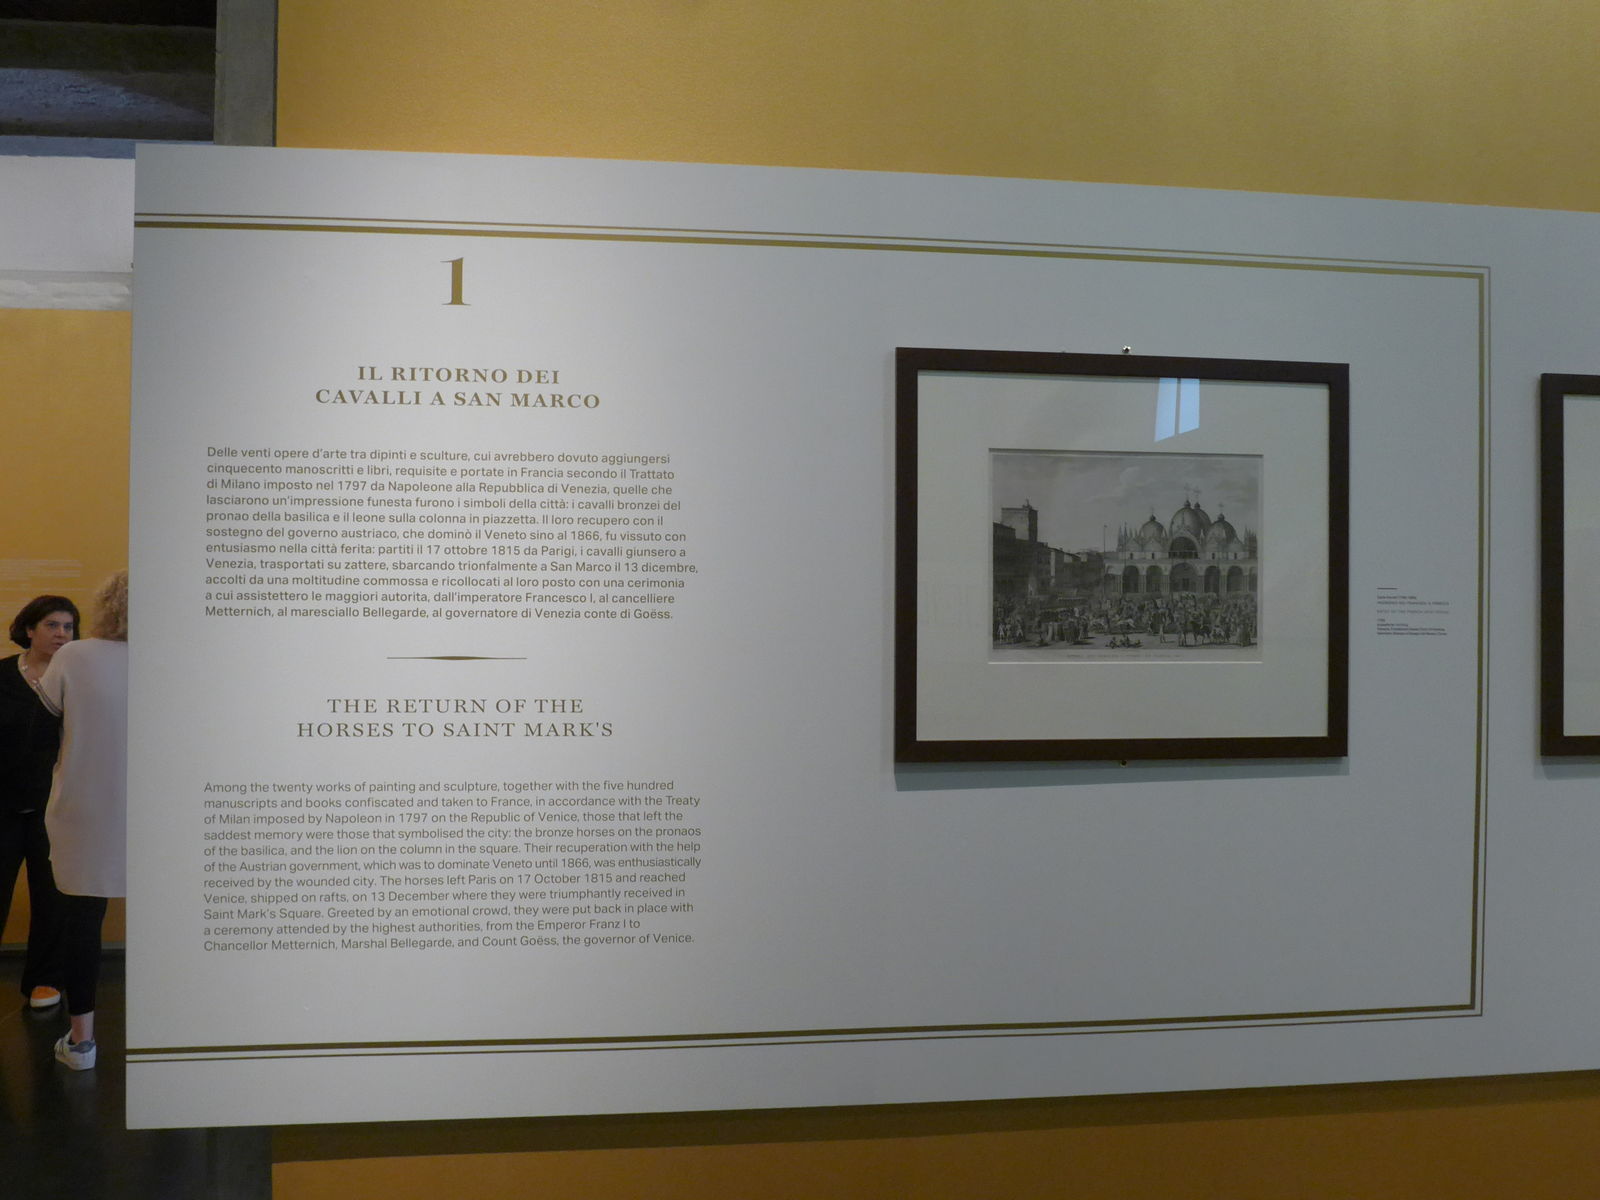 1
IL RITORNO DEI
CAVALLI A SAN MARCO
Delle venti opere d'arte tra dipinti e sculture, cui avrebbero dovuto aggiungersi
cinquecento manoscritti e libri, requisite e portate in Francia secondo il Trattato
di Milano imposto nel 1797 da Napoleone alla Repubblica di Venezia, quelle che
lasciarono un'impressione funesta furono i simboli della città: i cavalli bronzei del
pronao della basilica e il leone sulla colonna in piazzetta. Il loro recupero con il
sostegno del governo austriaco, che dominò il Veneto sino al 1866, fu vissuto con
entusiasmo nella città ferita: partiti il 17 ottobre 1815 da Parigi, i cavalli giunsero a
Venezia, trasportati su zattere, sbarcando trionfalmente a San Marco il 13 dicembre,
accolti da una moltitudine commossa e ricollocati al loro posto con una cerimonia
a cui assistettero le maggiori autorita, dall'imperatore Francesco I, al cancelliere
Metternich, al maresciallo Bellegarde, al governatore di Venezia conte di Goëss.
THE RETURN OF THE
HORSES TO SAINT MARK'S
Among the twenty works of painting and sculpture, together with the five hundred
manuscripts and books confiscated and taken to France, in accordance with the Treaty
of Milan imposed by Napoleon in 1797 on the Republic of Venice, those that left the
saddest memory were those that symbolised the city: the bronze horses on the pronaos
of the basilica, and the lion on the column in the square. Their recuperation with the help
of the Austrian government, which was to dominate Veneto until 1866, was enthusiastically
received by the wounded city. The horses left Paris on 17 October 1815 and reached
Venice, shipped on rafts, on 13 December where they were triumphantly received in
Saint Mark's Square. Greeted by an emotional crowd, they were put back in place with
a ceremony attended by the highest authorities, from the Emperor Franz I to
Chancellor Metternich, Marshal Bellegarde, and Count Goëss, the governor of Venice.